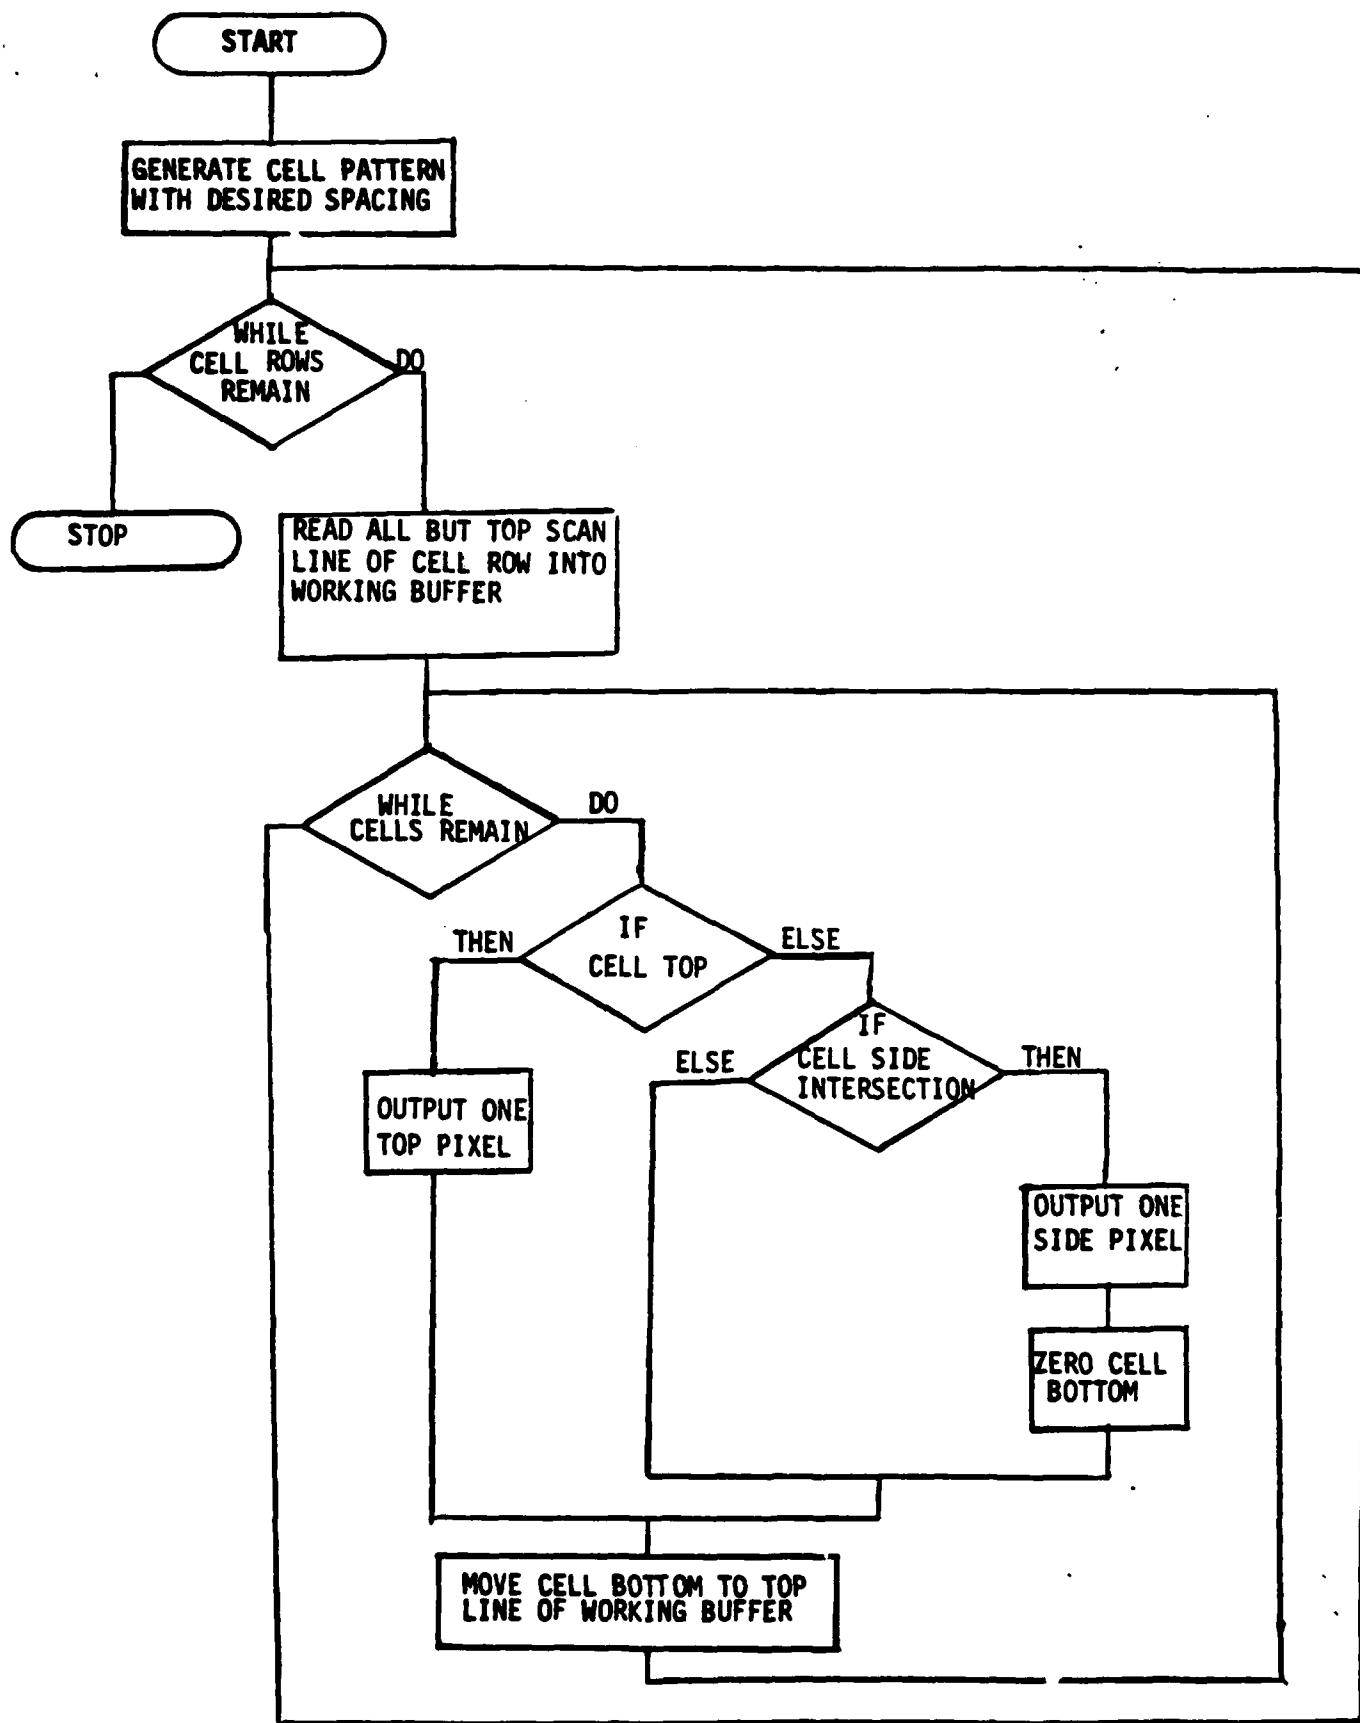 START
GENERATE CELL PATTERN
WITH DESIRED SPACING
WHILE
CELL ROWS
REMAIN
DO
STOP
READ ALL BUT TOP SCAN
LINE OF CELL ROW INTO
WORKING BUFFER
WHILE
CELLS REMAIN
DO
IF
CELL TOP
THEN
ELSE
IF
CELL SIDE
INTERSECTION
ELSE
THEN
OUTPUT ONE
TOP PIXEL
OUTPUT ONE
SIDE PIXEL
ZERO CELL
BOTTOM
MOVE CELL BOTTOM TO TOP
LINE OF WORKING BUFFER